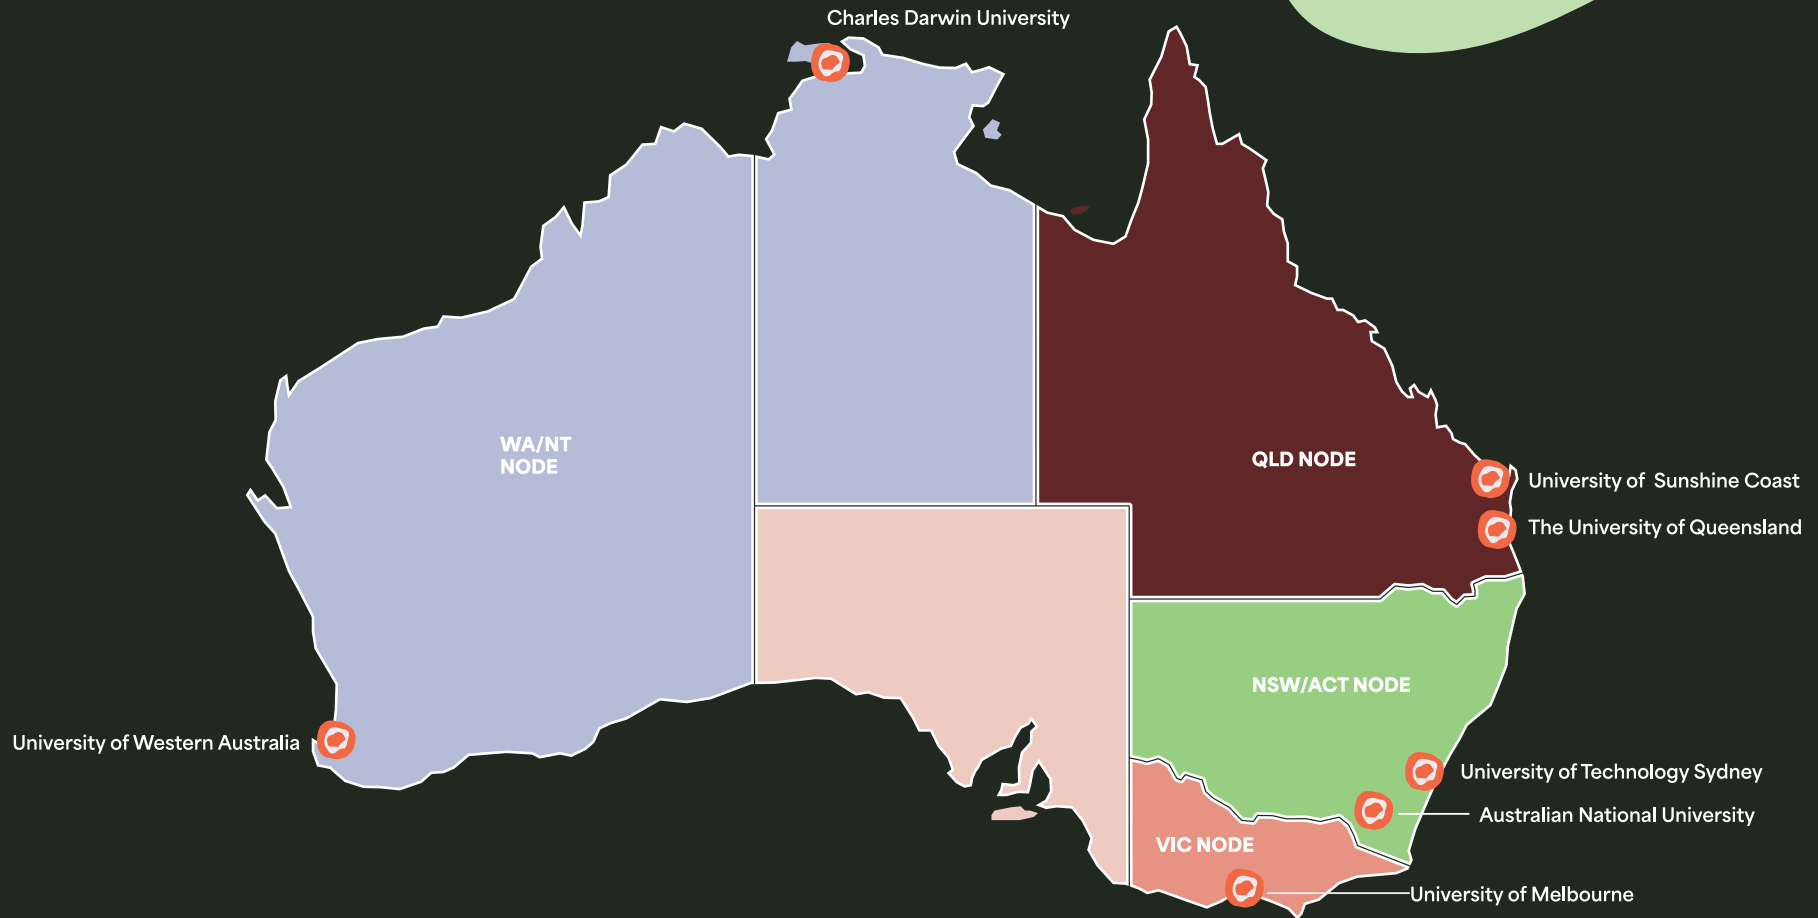 Charles Darwin University
WA/NT
NODE
QLD NODE
University of Sunshine Coast
The University of Queensland
NSW/ACT NODE
University of Western Australia
University of Technology Sydney
Australian National University
VIC NODE
University of Melbourne